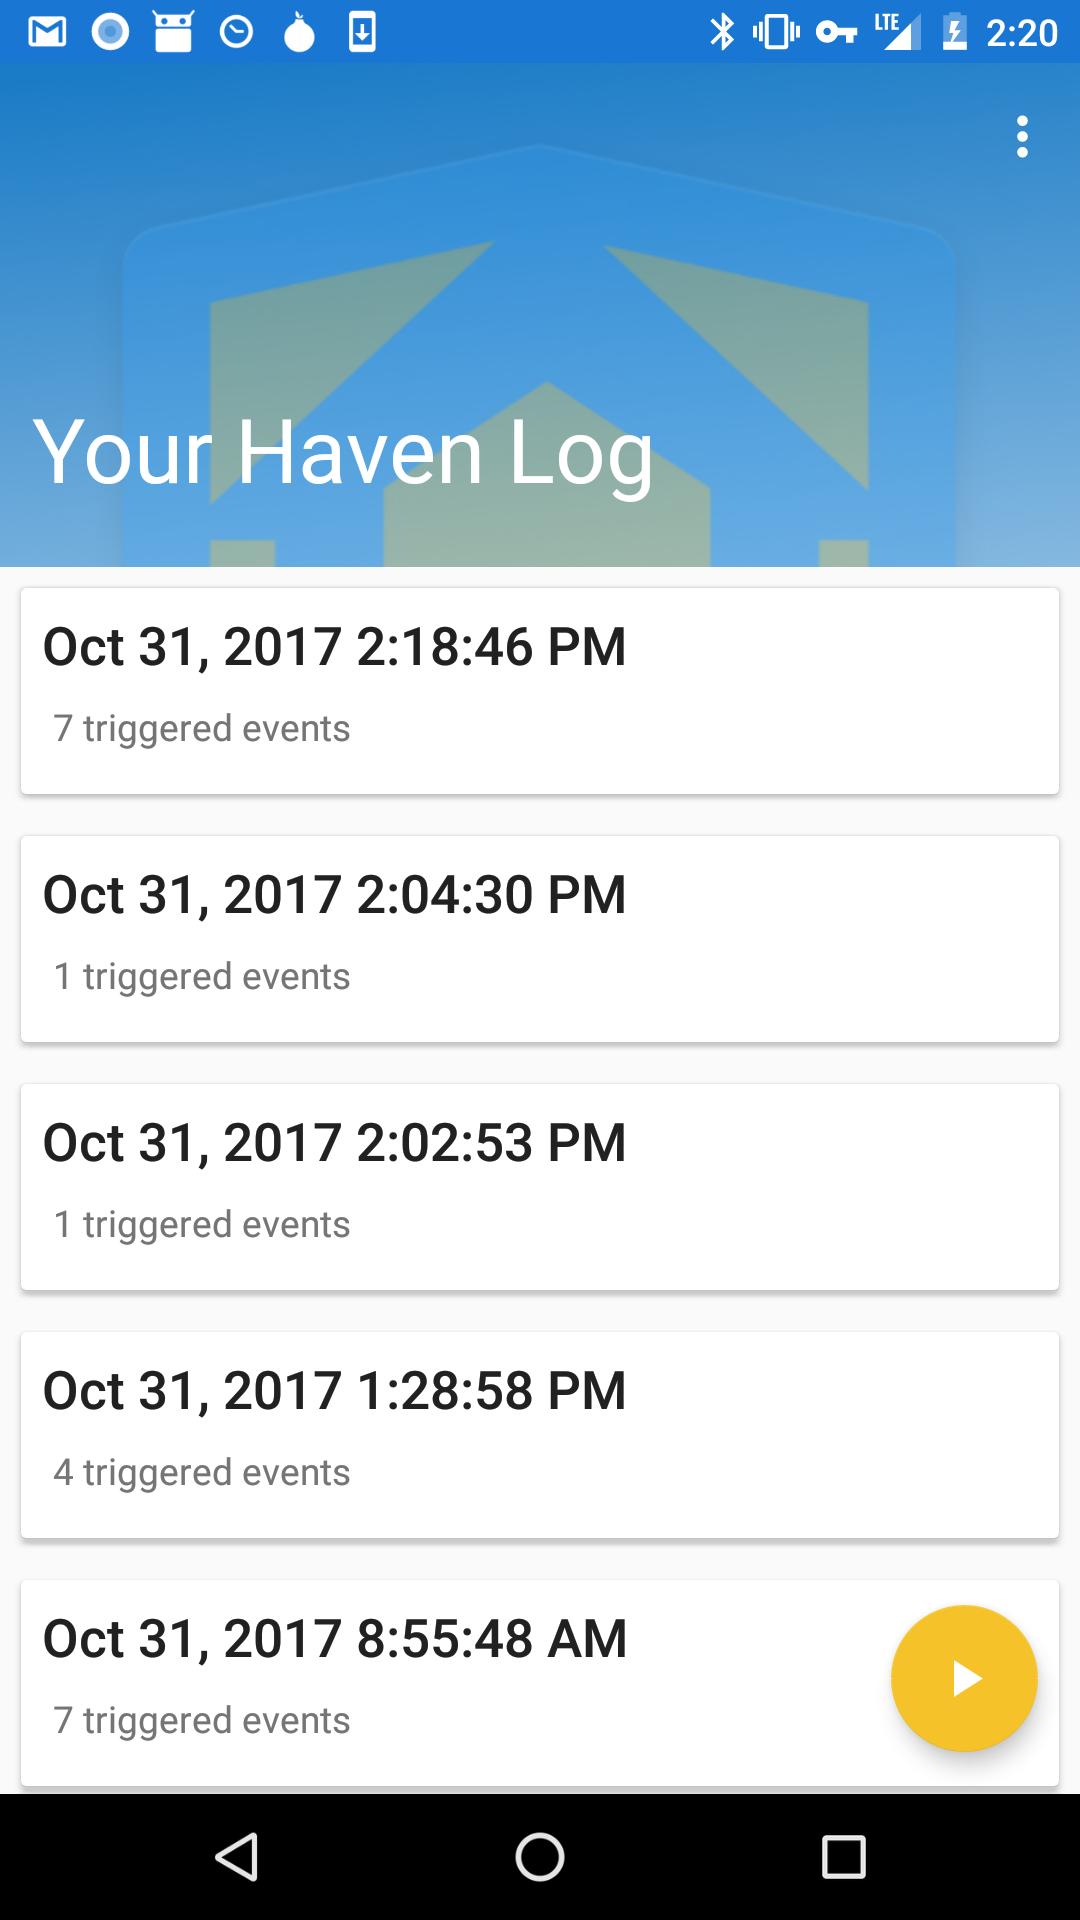 LTE 2:20
Your Haven Log
Oct 31, 2017 2:18:46 PM
7 triggered events
Oct 31, 2017 2:04:30 PM
1 triggered events
Oct 31, 2017 2:02:53 PM
1 triggered events
Oct 31, 2017 1:28:58 PM
4 triggered events
Oct 31, 2017 8:55:48 AM
7 triggered events